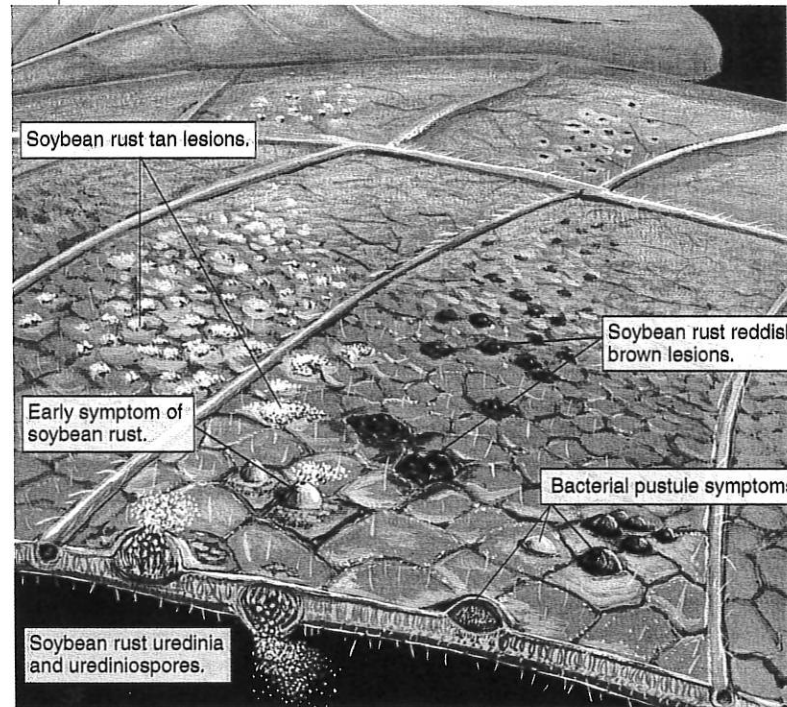 Soybean rust tan lesions.
Soybean rust reddish
brown lesions.
Early symptom of
soybean rust.
Bacterial pustule symptoms
Soybean rust uredinia
and urediniospores.